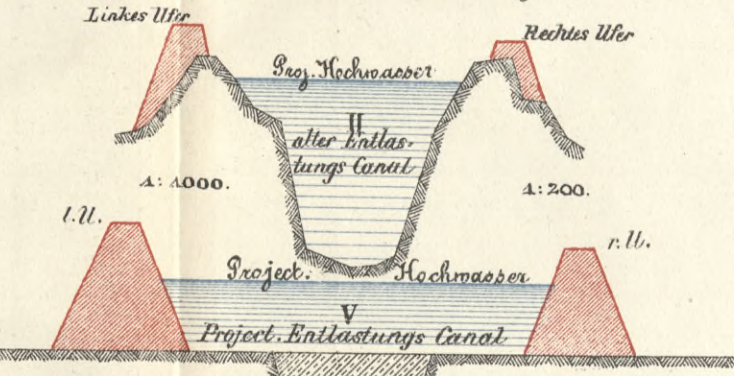 Linkes Ufer
Rechtes Ufer
Proj. Hochwasser
II
alter Entlas-
tungs Canal
1:1000.
1:200.
l. U.
r. U.
Project. Hochwasser
V
Project. Entlastungs Canal